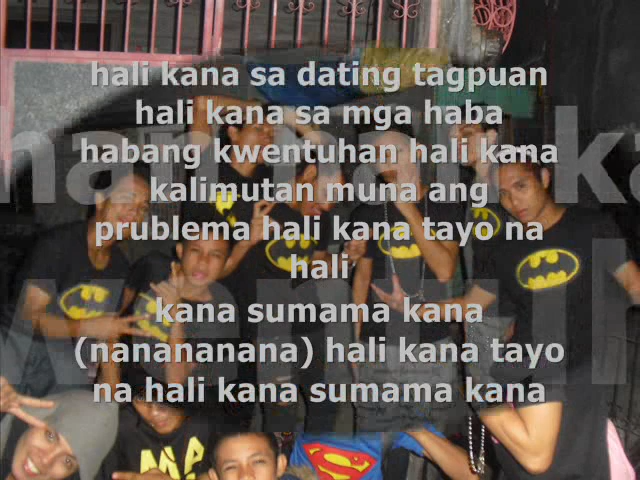 hali kana sa dating tagpuan
hali kana sa mga haba
habang kwentuhan hali kana
kalimutan muna ang
prublema hali kana tayo na
hali
kana sumama kana
(nanananana) hali kana tayo
na hali kana sumama kana